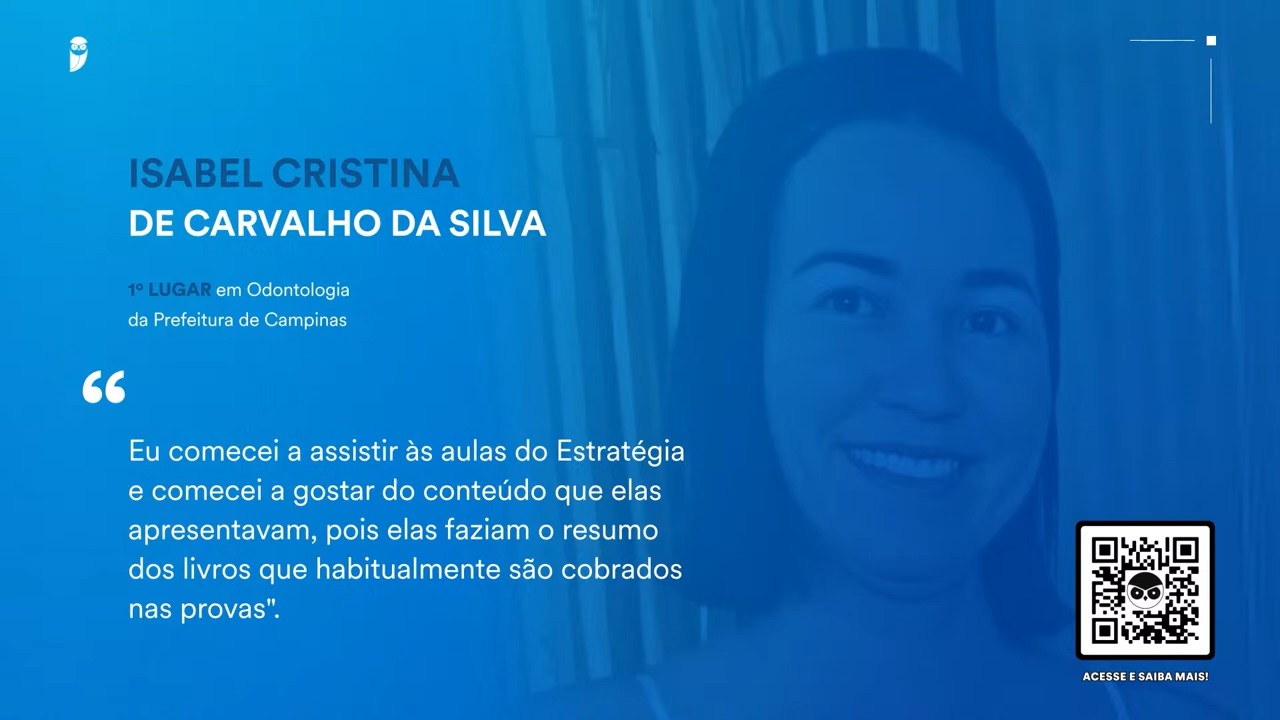 ISABEL CRISTINA
DE CARVALHO DA SILVA
1º LUGAR em Odontologia
da Prefeitura de Campinas
“
Eu comecei a assistir às aulas do Estratégia
e comecei a gostar do conteúdo que elas
apresentavam, pois elas faziam o resumo
dos livros que habitualmente são cobrados
nas provas".
ACESSE E SAIBA MAIS!